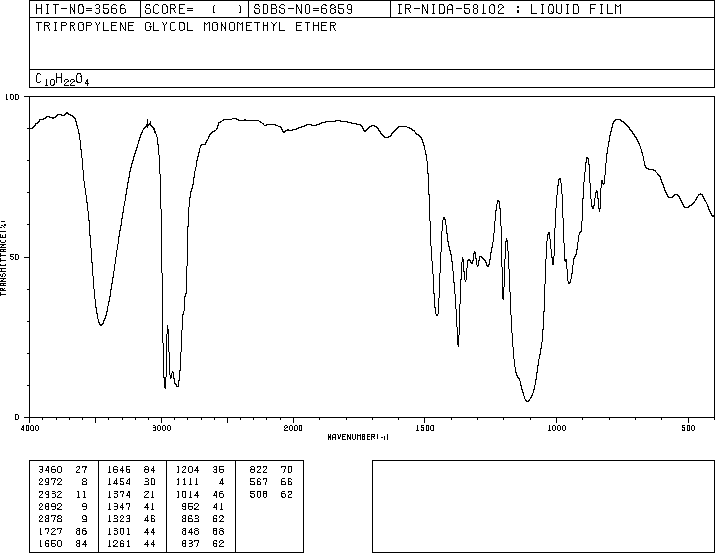 HIT-NO=3566 SCORE= ( ) SDBS-NO=6859 IR-NIDA-58102 : LIQUID FILM
TRIPROPYLENE GLYCOL MONOMETHYL ETHER
C10H22O4
100
50
0
TRANSMITTANCE(%)
4000 3000 2000 1500 1000 500
WAVENUMBER(-1)
3460 27 1646 84 1204 35 822 70
2972 8 1454 30 1111 4 567 66
2932 11 1374 21 1014 46 508 62
2892 9 1347 41 952 41
2878 9 1323 46 863 62
1727 86 1301 44 848 88
1660 84 1261 44 837 62